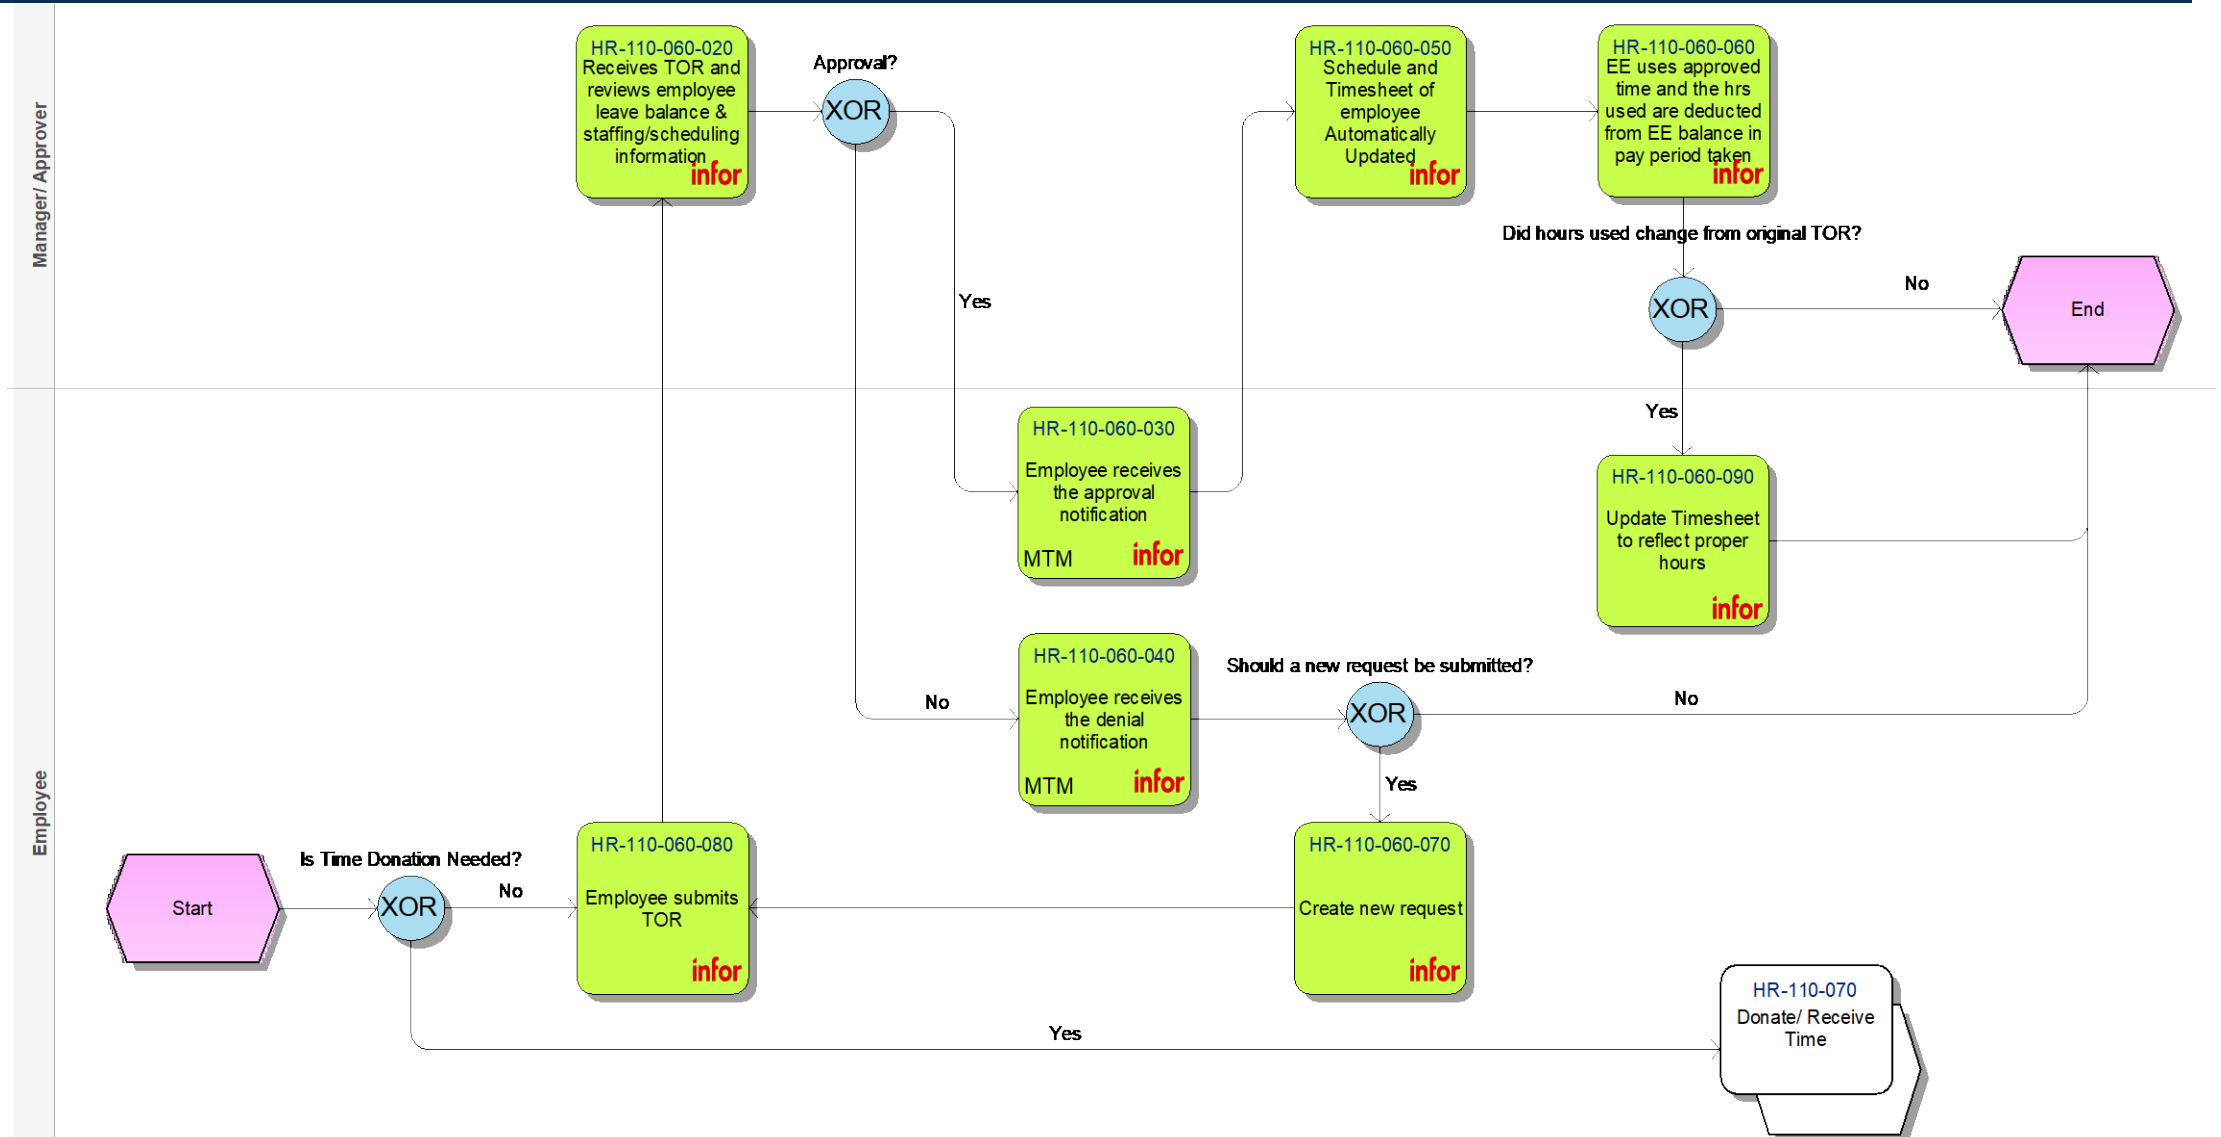 Manager/ Approver
HR-110-060-020
Receives TOR and
reviews employee
leave balance &
staffing/scheduling
information
infor
Approval?
XOR
Yes
No
HR-110-060-050
Schedule and
Timesheet of
employee
Automatically
Updated
infor
HR-110-060-060
EE uses approved
time and the hrs
used are deducted
from EE balance in
pay period taken
infor
Did hours used change from original TOR?
XOR
No
End
Yes
Employee
HR-110-060-030
Employee receives
the approval
notification
MTM
infor
HR-110-060-090
Update Timesheet
to reflect proper
hours
infor
HR-110-060-040
Employee receives
the denial
notification
MTM
infor
Should a new request be submitted?
XOR
No
Yes
Start
Is Time Donation Needed?
XOR
No
HR-110-060-080
Employee submits
TOR
infor
HR-110-060-070
Create new request
infor
Yes
HR-110-070
Donate/ Receive
Time